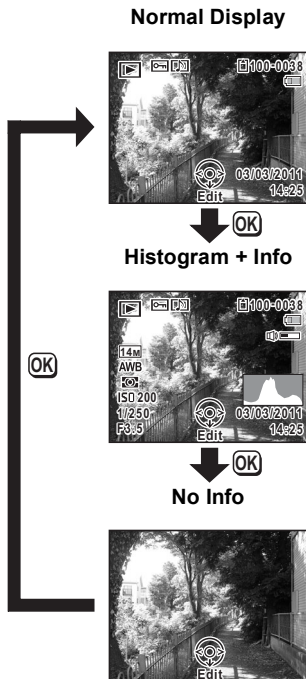 Normal Display
100-0038
03/03/2011
14:25
Edit
OK
Histogram + Info
100-0038
14M
AWB
ISO 200
1/250
F3.5
03/03/2011
14:25
Edit
OK
OK
No Info
Edit